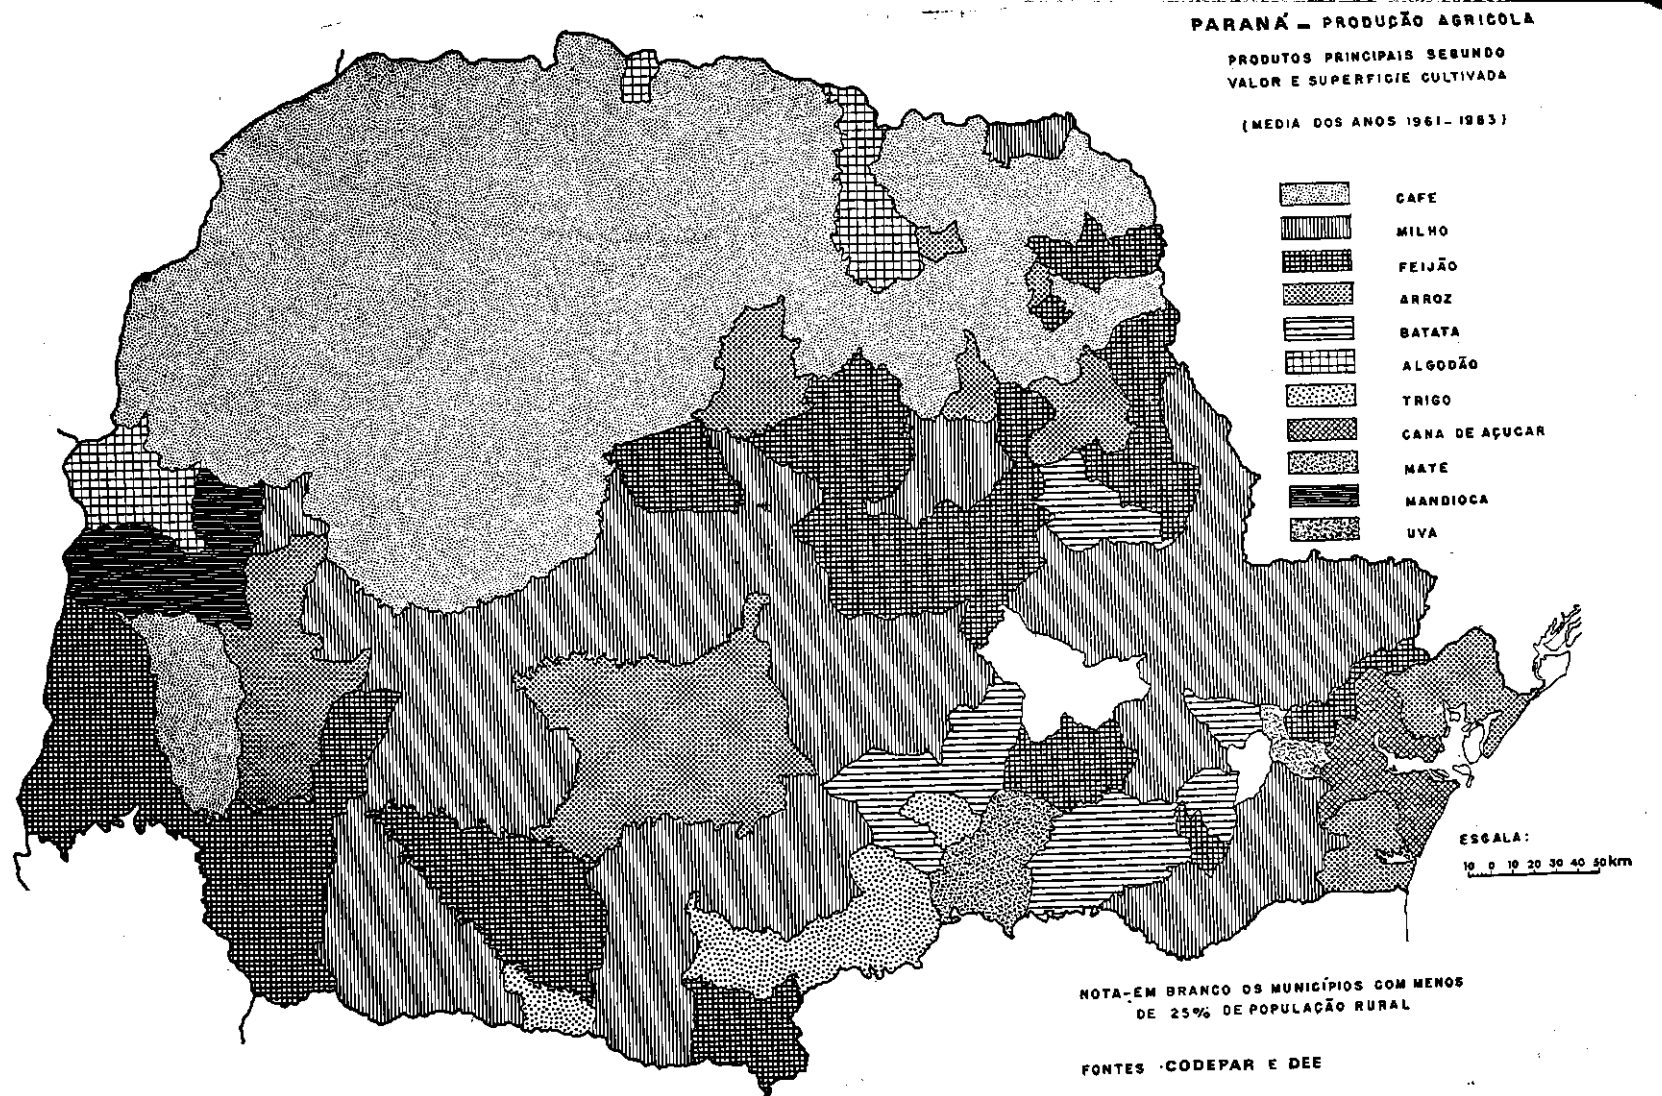 PARANÁ - PRODUÇÃO AGRICOLA
PRODUTOS PRINCIPAIS SEGUNDO
VALOR E SUPERFICIE CULTIVADA
(MEDIA DOS ANOS 1961-1963)
CAFE
MILHO
FEIJÃO
ARROZ
BATATA
ALGODÃO
TRIGO
CANA DE AÇUCAR
MATE
MANDIOCA
UVA
ESCALA:
10 0 10 20 30 40 50km
NOTA-EM BRANCO OS MUNICÍPIOS COM MENOS
DE 25% DE POPULAÇÃO RURAL
FONTES ·CODEPAR E DEE